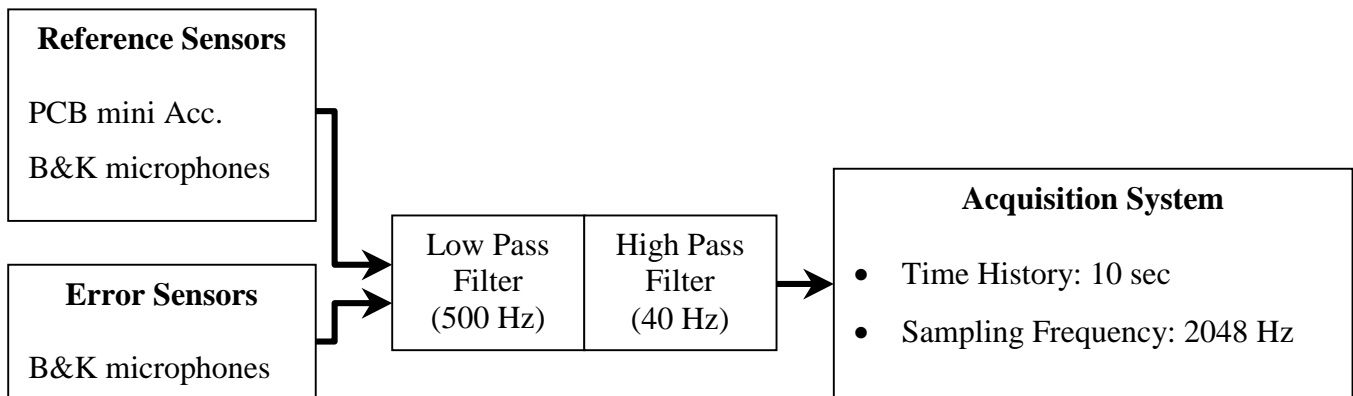 Reference Sensors
PCB mini Acc.
B&K microphones
Error Sensors
B&K microphones
Low Pass
Filter
(500 Hz)
High Pass
Filter
(40 Hz)
Acquisition System
• Time History: 10 sec
• Sampling Frequency: 2048 Hz